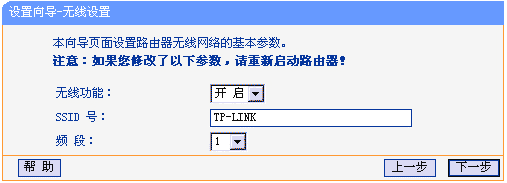 设置向导-无线设置
本向导页面设置路由器无线网络的基本参数。
注意：如果您修改了以下参数，请重新启动路由器！
无线功能： 开 启
SSID 号： TP-LINK
频 段： 1
帮 助 上一步 下一步